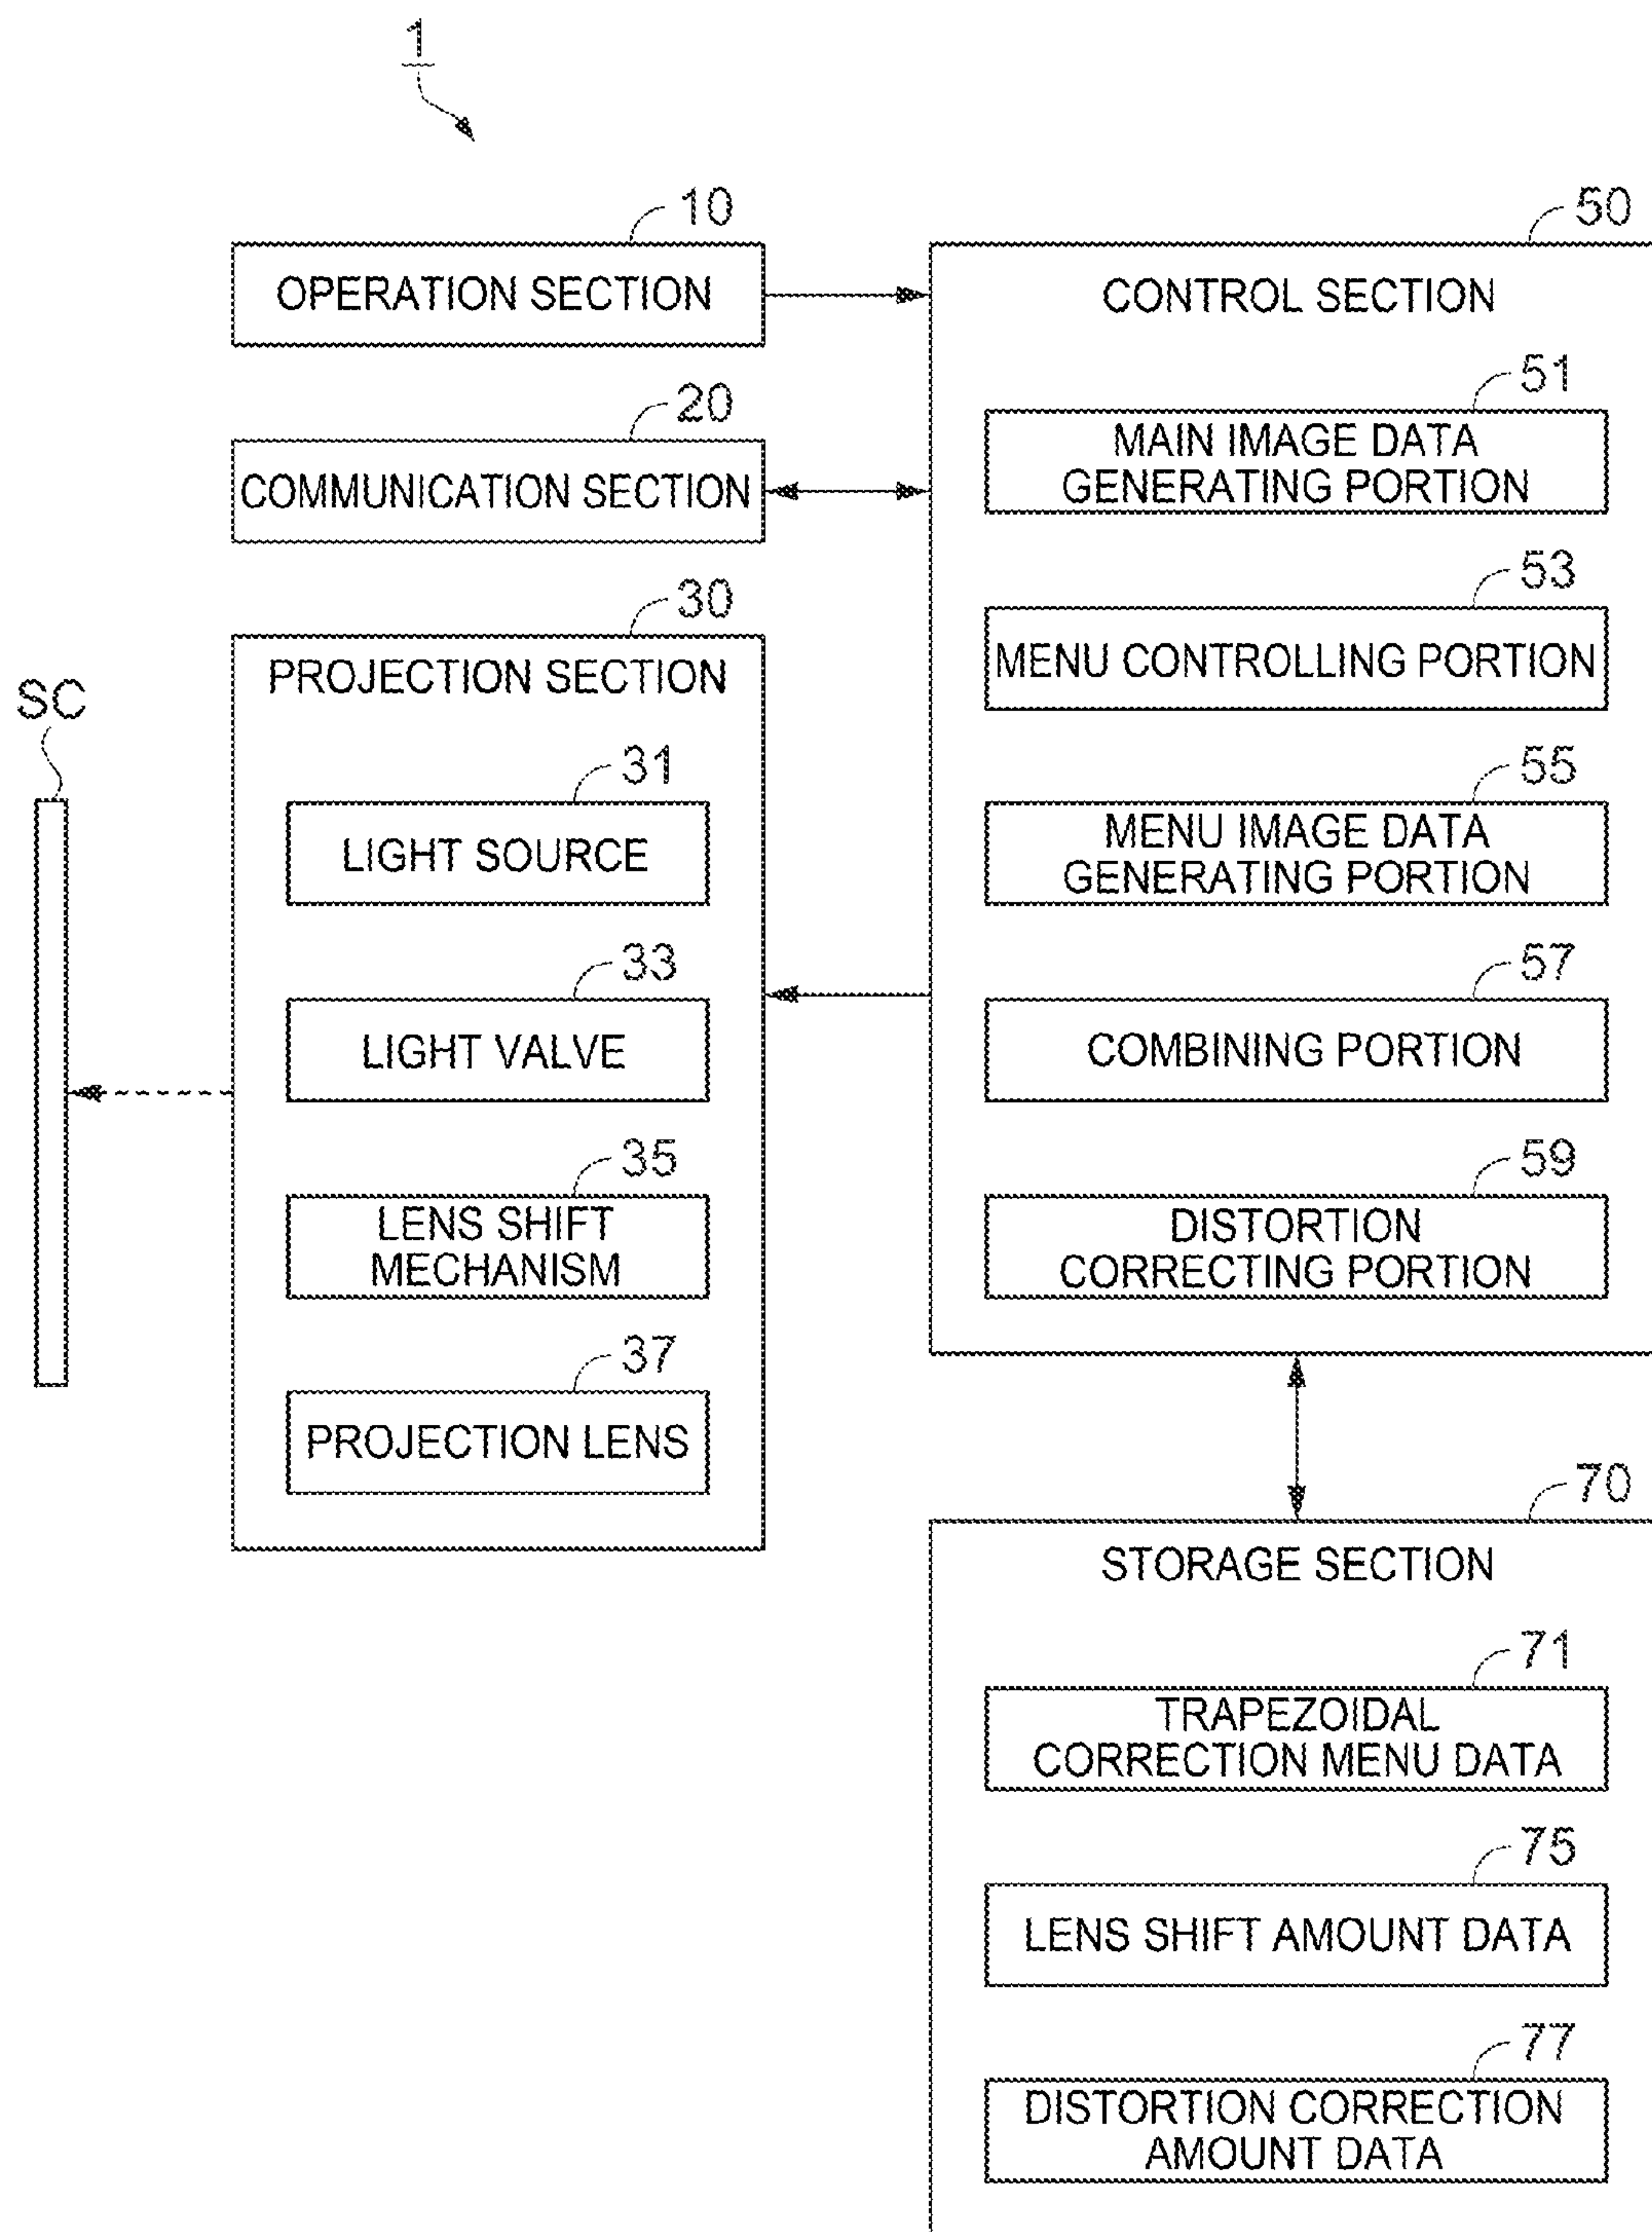 1
10
OPERATION SECTION
20
COMMUNICATION SECTION
30
PROJECTION SECTION
SC
31
LIGHT SOURCE
33
LIGHT VALVE
35
LENS SHIFT
MECHANISM
37
PROJECTION LENS
50
CONTROL SECTION
51
MAIN IMAGE DATA
GENERATING PORTION
53
MENU CONTROLLING PORTION
55
MENU IMAGE DATA
GENERATING PORTION
57
COMBINING PORTION
59
DISTORTION
CORRECTING PORTION
70
STORAGE SECTION
71
TRAPEZOIDAL
CORRECTION MENU DATA
75
LENS SHIFT AMOUNT DATA
77
DISTORTION CORRECTION
AMOUNT DATA